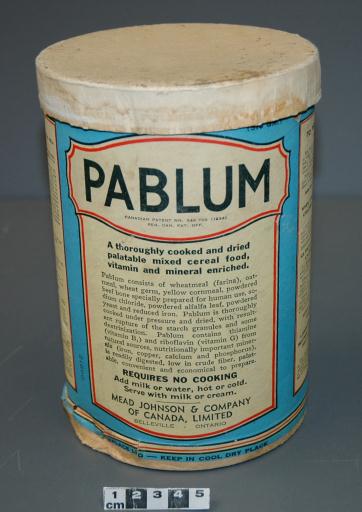 PABLUM
CANADIAN PATENT NO.
REG. CAN. PAT. OFF.
A thoroughly cooked and dried
palatable mixed cereal food,
vitamin and mineral enriched.
Pablum consists of wheatmeal (farina), oat-
meal, wheat germ, yellow cornmeal, powdered
beef bone specially prepared for human use, so-
dium chloride, powdered alfalfa leaf, powdered
yeast and reduced iron. Pablum is thoroughly
cooked under pressure and dried, with result-
ant rupture of the starch granules and some
dextrinization. Pablum contains thiamine
(vitamin B₁) and riboflavin (vitamin G) from
natural sources, nutritionally important miner-
als (iron, copper, calcium and phosphorus),
is readily digested, low in crude fiber, palat-
able, convenient and economical to prepare.
REQUIRES NO COOKING
Add milk or water, hot or cold.
Serve with milk or cream.
MEAD JOHNSON & COMPANY
OF CANADA, LIMITED
BELLEVILLE ONTARIO
LID — KEEP IN COOL DRY PLACE
1 2 3 4 5
cm